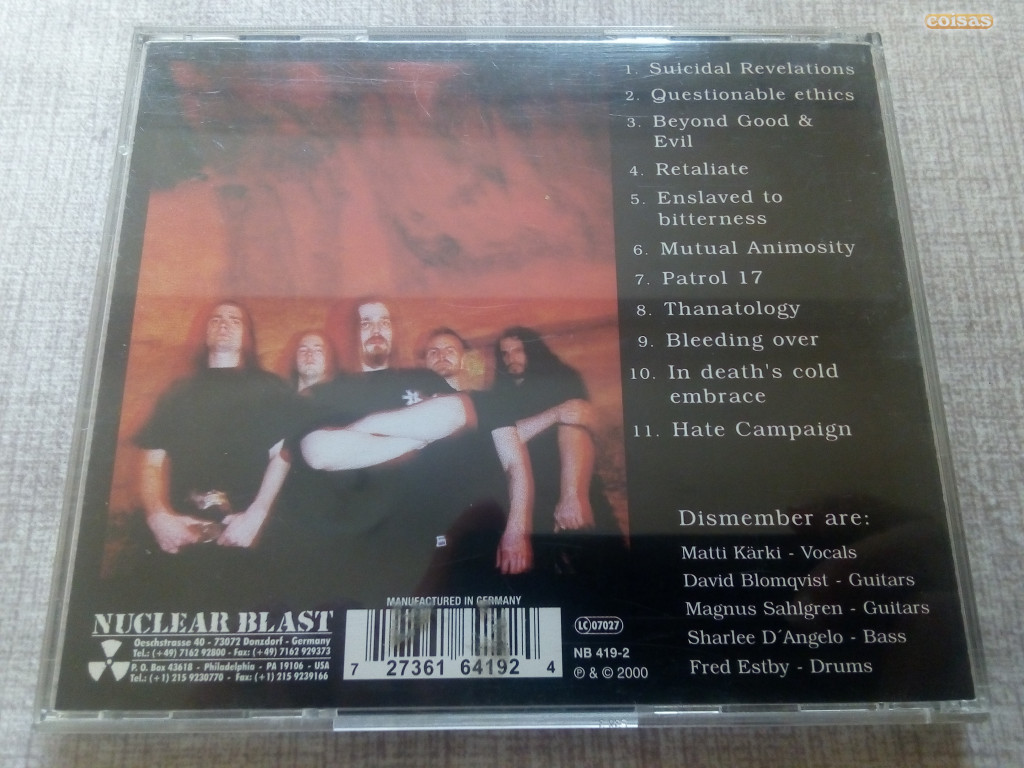 coisas
1. Suicidal Revelations
2. Questionable ethics
3. Beyond Good &
Evil
4. Retaliate
5. Enslaved to
bitterness
6. Mutual Animosity
7. Patrol 17
8. Thanatology
9. Bleeding over
10. In death's cold
embrace
11. Hate Campaign
Dismember are:
Matti Kärki - Vocals
David Blomqvist - Guitars
Magnus Sahlgren - Guitars
Sharlee D´Angelo - Bass
Fred Estby - Drums
NUCLEAR BLAST
Oeschstrasse 40 - 73072 Donzdorf - Germany
Tel.: (+49) 7162 92800 - Fax: (+49) 7162 929373
P. O. Box 43618 - Philadelphia - PA 19106 - USA
Tel.: (+1) 215 9230770 - Fax: (+1) 215 9239166
MANUFACTURED IN GERMANY
7 27361 64192 4
LC 07027
NB 419-2
℗ & © 2000